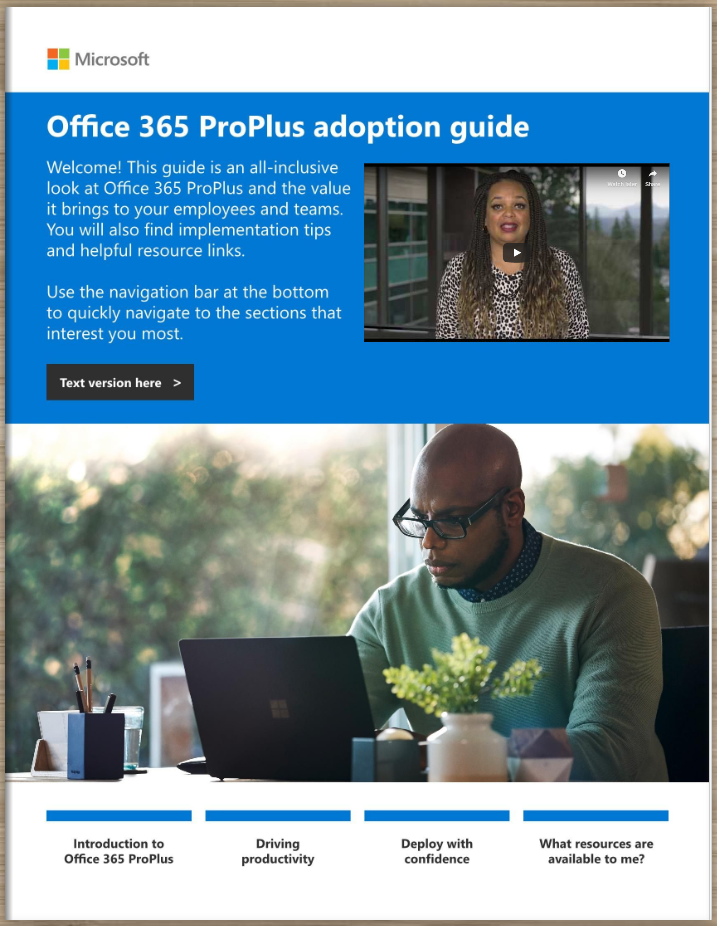 Microsoft
Office 365 ProPlus adoption guide
Welcome! This guide is an all-inclusive
look at Office 365 ProPlus and the value
it brings to your employees and teams.
You will also find implementation tips
and helpful resource links.
Use the navigation bar at the bottom
to quickly navigate to the sections that
interest you most.
Watch later Share
Text version here >
Introduction to
Office 365 ProPlus
Driving
productivity
Deploy with
confidence
What resources are
available to me?